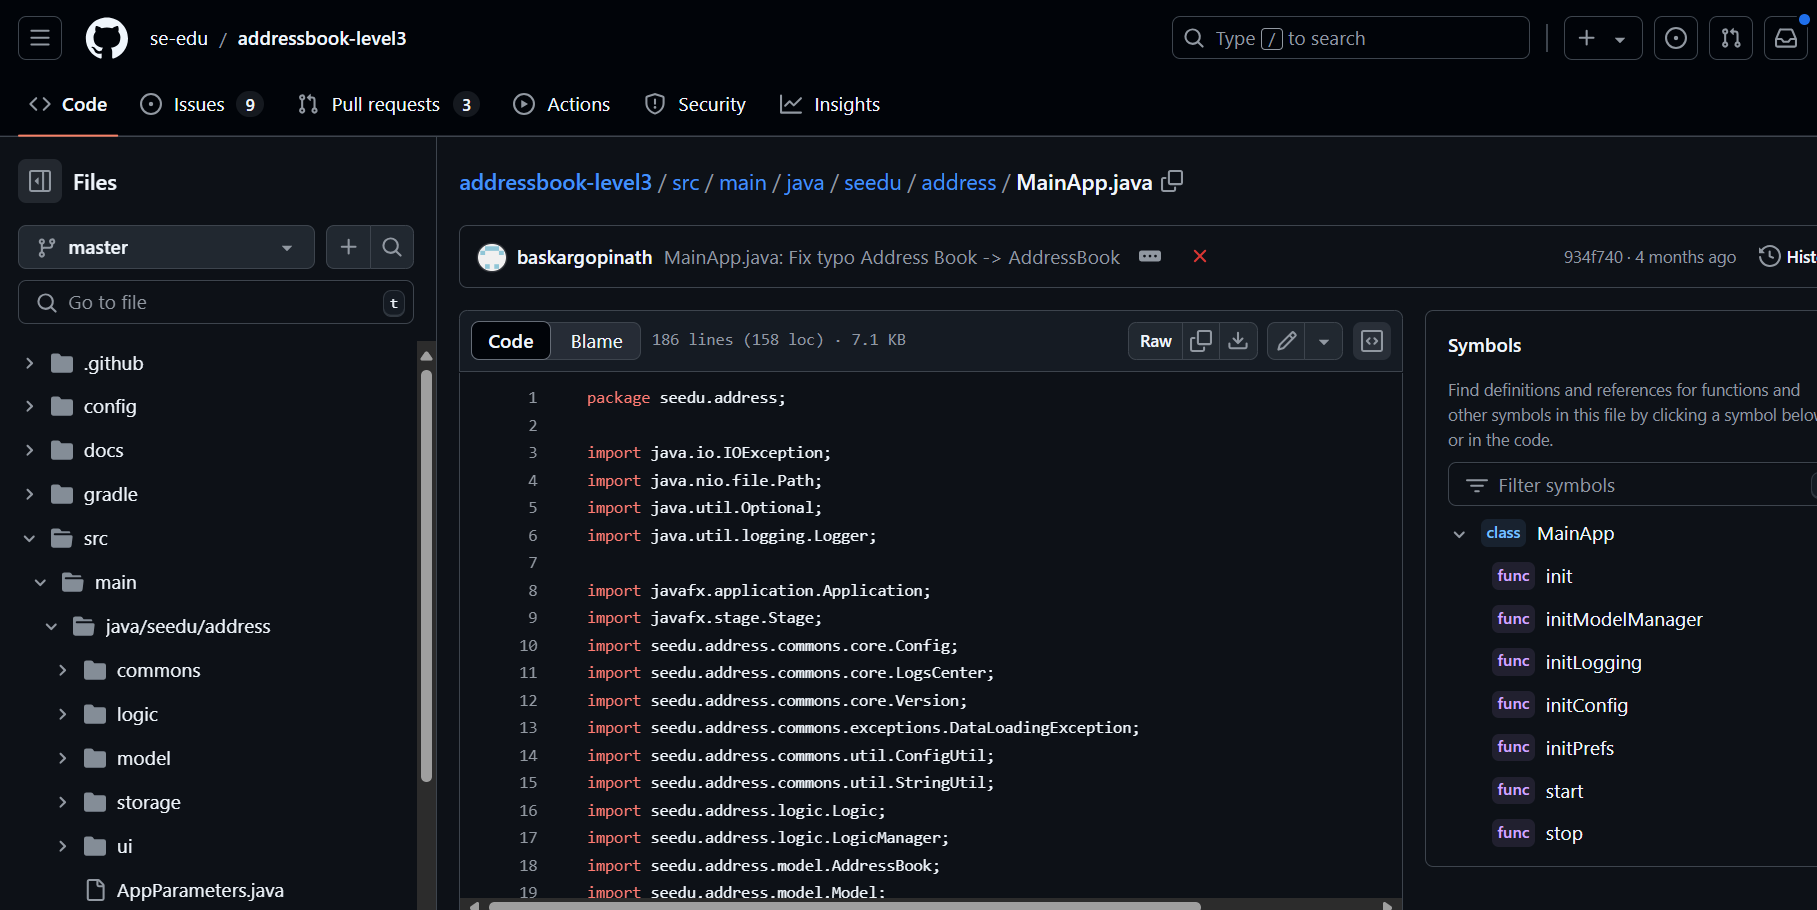 se-edu / addressbook-level3
Type / to search
Code
Issues 9
Pull requests 3
Actions
Security
Insights
Files
master
Go to file
t
.github
config
docs
gradle
src
main
java/seedu/address
commons
logic
model
storage
ui
AppParameters.java
addressbook-level3 / src / main / java / seedu / address / MainApp.java
baskargopinath MainApp.java: Fix typo Address Book -> AddressBook
934f740 · 4 months ago
Hist
Code
Blame
186 lines (158 loc) · 7.1 KB
Raw
1 package seedu.address;
2
3 import java.io.IOException;
4 import java.nio.file.Path;
5 import java.util.Optional;
6 import java.util.logging.Logger;
7
8 import javafx.application.Application;
9 import javafx.stage.Stage;
10 import seedu.address.commons.core.Config;
11 import seedu.address.commons.core.LogsCenter;
12 import seedu.address.commons.core.Version;
13 import seedu.address.commons.exceptions.DataLoadingException;
14 import seedu.address.commons.util.ConfigUtil;
15 import seedu.address.commons.util.StringUtil;
16 import seedu.address.logic.Logic;
17 import seedu.address.logic.LogicManager;
18 import seedu.address.model.AddressBook;
19 import seedu.address.model.Model;
Symbols
Find definitions and references for functions and
other symbols in this file by clicking a symbol belo
or in the code.
Filter symbols
class MainApp
func init
func initModelManager
func initLogging
func initConfig
func initPrefs
func start
func stop